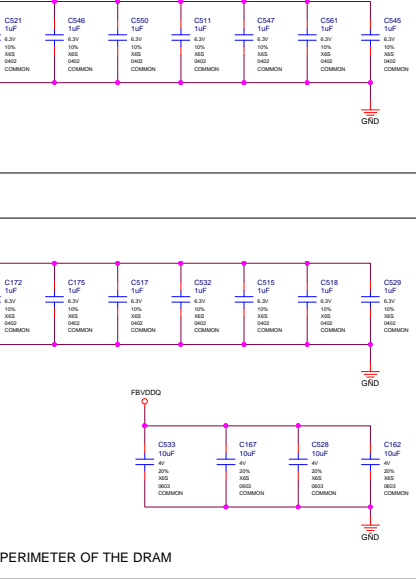 C521 C546 C550 C511 C547 C561 C545
1uF 1uF 1uF 1uF 1uF 1uF 1uF
6.3V 6.3V 6.3V 6.3V 6.3V 6.3V 6.3V
10% 10% 10% 10% 10% 10% 10%
X6S X6S X6S X6S X6S X6S X6S
0402 0402 0402 0402 0402 0402 0402
COMMON COMMON COMMON COMMON COMMON COMMON COMMON
GND
C172 C175 C517 C532 C515 C518 C529
1uF 1uF 1uF 1uF 1uF 1uF 1uF
6.3V 6.3V 6.3V 6.3V 6.3V 6.3V 6.3V
10% 10% 10% 10% 10% 10% 10%
X6S X6S X6S X6S X6S X6S X6S
0402 0402 0402 0402 0402 0402 0402
COMMON COMMON COMMON COMMON COMMON COMMON COMMON
GND
FBVDDQ
C533 C167 C528 C162
10uF 10uF 10uF 10uF
4V 4V 4V 4V
20% 20% 20% 20%
X6S X6S X6S X6S
0603 0603 0603 0603
COMMON COMMON COMMON COMMON
GND
PERIMETER OF THE DRAM